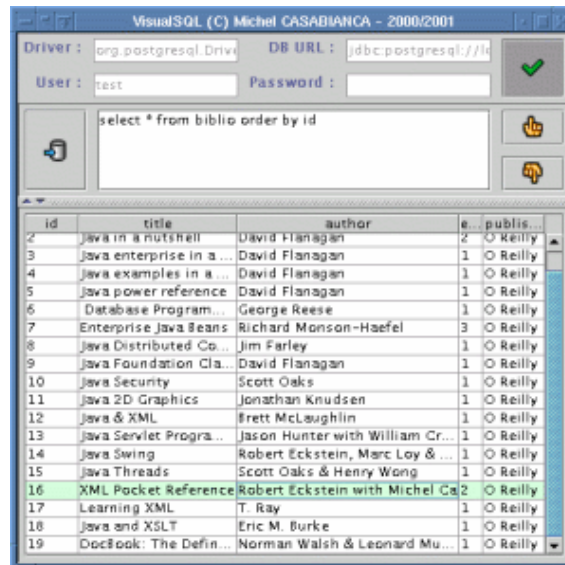 VisualSQL (C) Michel CASABIANCA - 2000/2001
Driver : org.postgresql.Drive DB URL : jdbc:postgresql://lo
User : test Password :
select * from biblio order by id
id title author e... publis...
2 Java in a nutshell David Flanagan 2 O Reilly
3 Java enterprise in a ... David Flanagan 1 O Reilly
4 Java examples in a ... David Flanagan 1 O Reilly
5 Java power reference David Flanagan 1 O Reilly
6 Database Program... George Reese 1 O Reilly
7 Enterprise Java Beans Richard Monson-Haefel 3 O Reilly
8 Java Distributed Co... Jim Farley 1 O Reilly
9 Java Foundation Cla... David Flanagan 1 O Reilly
10 Java Security Scott Oaks 1 O Reilly
11 Java 2D Graphics Jonathan Knudsen 1 O Reilly
12 Java & XML Brett McLaughlin 1 O Reilly
13 Java Servlet Progra... Jason Hunter with William Cr... 1 O Reilly
14 Java Swing Robert Eckstein, Marc Loy & ... 1 O Reilly
15 Java Threads Scott Oaks & Henry Wong 1 O Reilly
16 XML Pocket Reference Robert Eckstein with Michel Ca 2 O Reilly
17 Learning XML T. Ray 1 O Reilly
18 Java and XSLT Eric M. Burke 1 O Reilly
19 DocBook: The Defin... Norman Walsh & Leonard Mu... 1 O Reilly